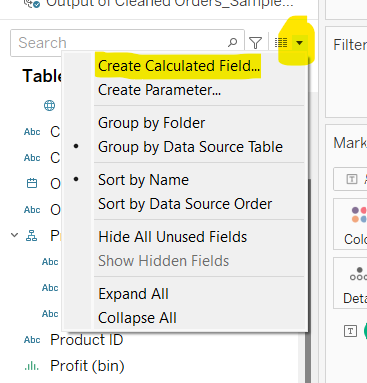 Output of Cleaned Orders_Sample...
Search
Filter
Create Calculated Field...
Create Parameter...
Table
Group by Folder
Abc C
Group by Data Source Table
Abc C
Mark
Sort by Name
O
Abc O
Sort by Data Source Order
P
Hide All Unused Fields
Abc
Colo
Show Hidden Fields
Abc
Expand All
Abc
Deta
Collapse All
Abc Product ID
Profit (bin)